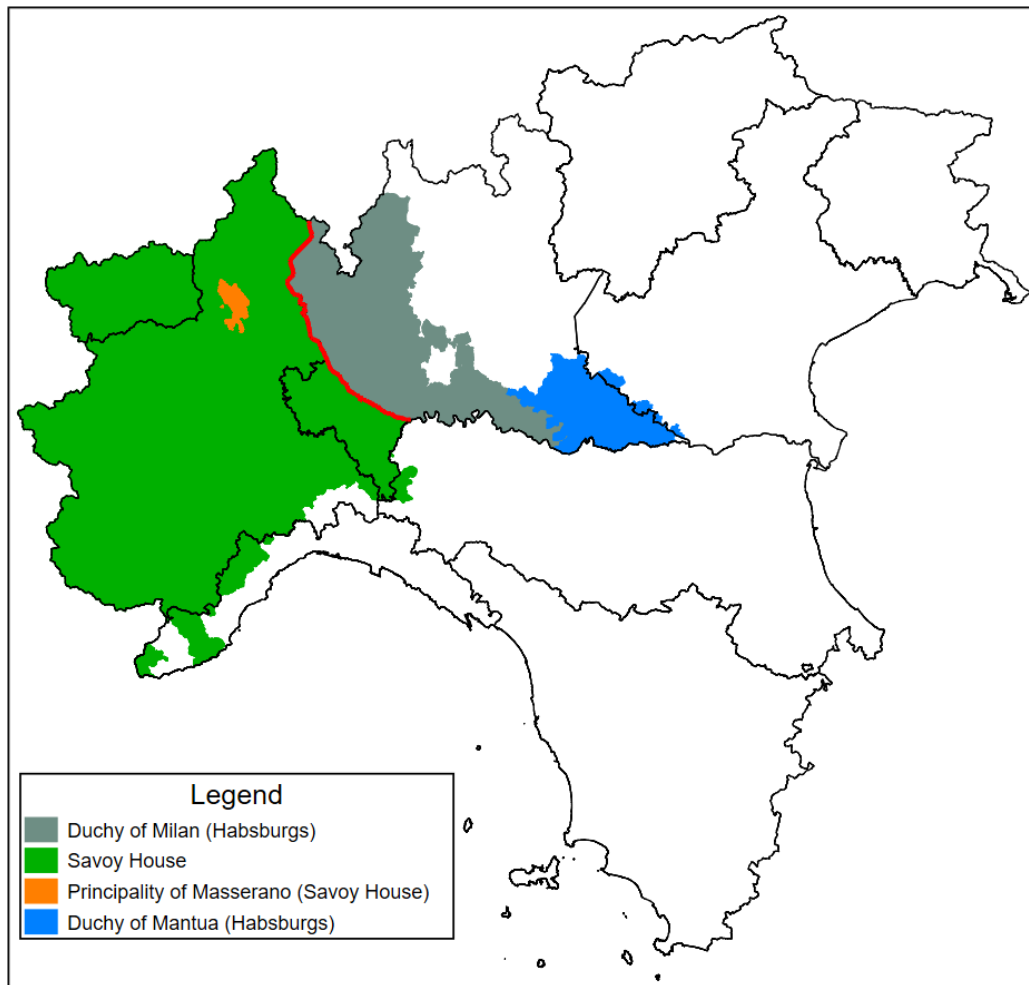 Legend
Duchy of Milan (Habsburgs)
Savoy House
Principality of Masserano (Savoy House)
Duchy of Mantua (Habsburgs)